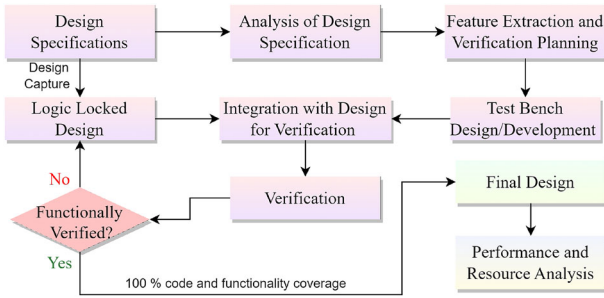 Design
Specifications
Analysis of Design
Specification
Feature Extraction and
Verification Planning
Design
Capture
Logic Locked
Design
Integration with Design
for Verification
Test Bench
Design/Development
No
Verification
Final Design
Functionally
Verified?
Yes
Performance and
Resource Analysis
100 % code and functionality coverage